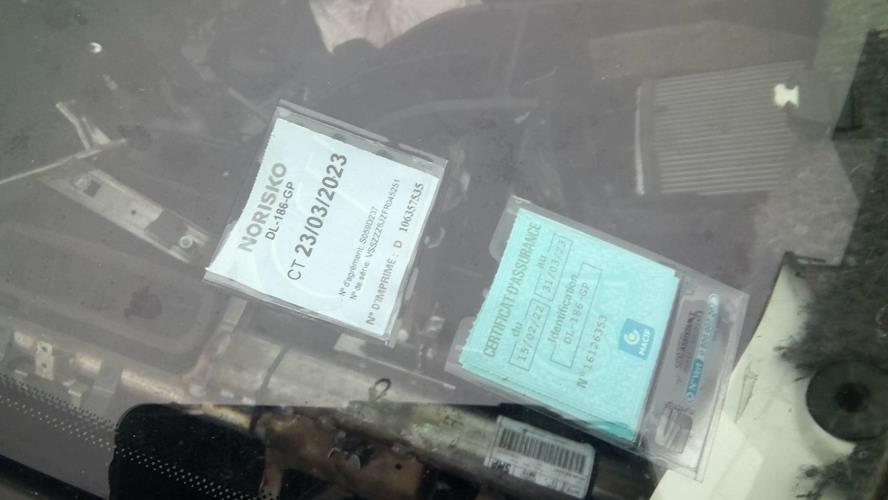 NORISKO
DL-186-GP
CT 23/03/2023
N° d'agrément: S059D237
N° de série: VSSZZZ6JZFR045251
N° D'IMPRIMÉ : D 106357535
CERTIFICAT D'ASSURANCE
du au
15/02/22 31/03/23
Identification
DL-186-GP
N° 16126353
MACIF